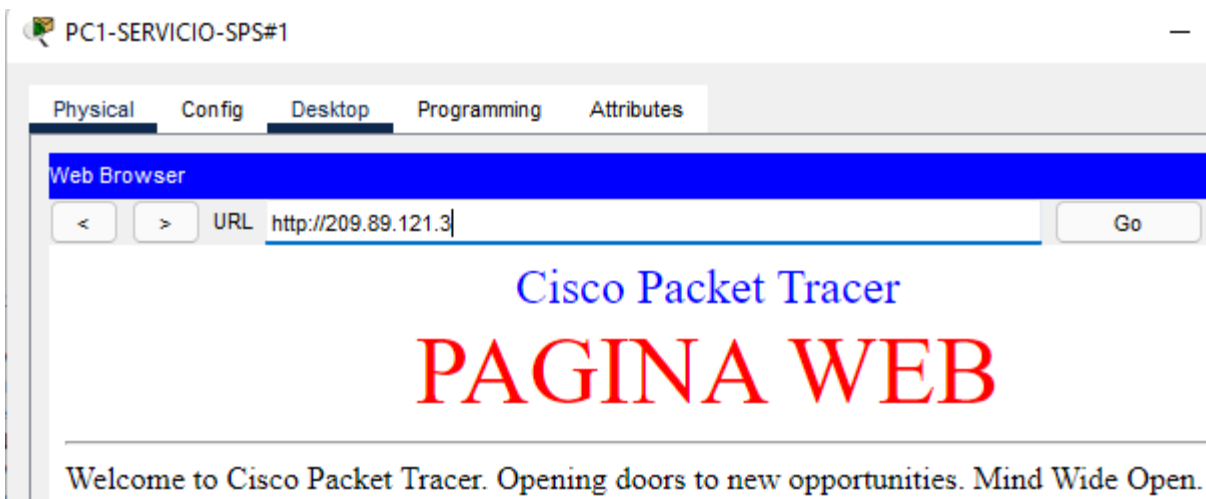 PC1-SERVICIO-SPS#1
Physical Config Desktop Programming Attributes
Web Browser
< > URL http://209.89.121.3 Go
Cisco Packet Tracer
PAGINA WEB
Welcome to Cisco Packet Tracer. Opening doors to new opportunities. Mind Wide Open.